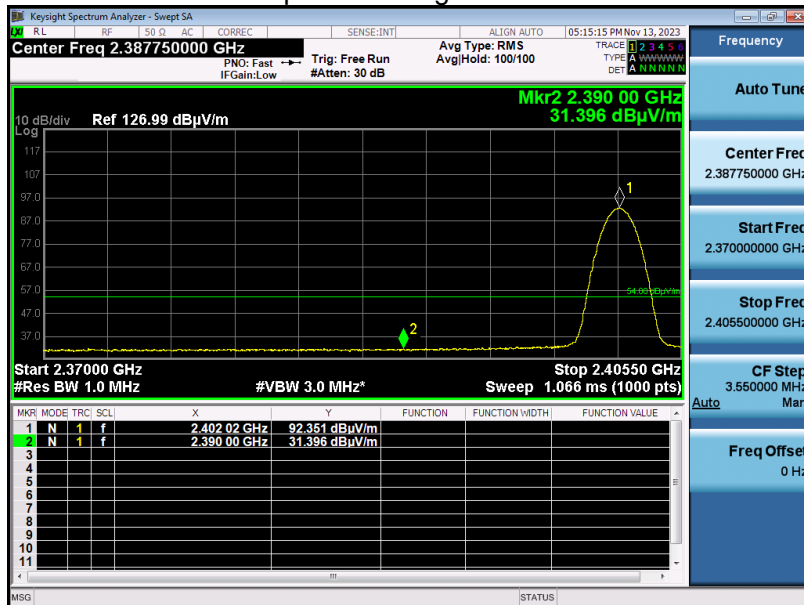 Keysight Spectrum Analyzer - Swept SA
LXI RL RF 50 Ω AC CORREC SENSE:INT ALIGN AUTO 05:15:15 PM Nov 13, 2023
Center Freq 2.387750000 GHz
PNO: Fast
IFGain:Low
Trig: Free Run
#Atten: 30 dB
Avg Type: RMS
Avg|Hold: 100/100
TRACE 1 2 3 4 5 6
TYPE A WWWWW
DET A N N N N N
Mkr2 2.390 00 GHz
31.396 dBµV/m
10 dB/div Ref 126.99 dBµV/m
Log
117
107
97.0
87.0
77.0
67.0
57.0
47.0
37.0
1
54.00 dBµV/m
2
Start 2.37000 GHz Stop 2.40550 GHz
#Res BW 1.0 MHz #VBW 3.0 MHz* Sweep 1.066 ms (1000 pts)
MKR MODE TRC SCL X Y FUNCTION FUNCTION WIDTH FUNCTION VALUE
1 N 1 f 2.402 02 GHz 92.351 dBµV/m
2 N 1 f 2.390 00 GHz 31.396 dBµV/m
3
4
5
6
7
8
9
10
11
MSG STATUS
Frequency
Auto Tune
Center Freq
2.387750000 GHz
Start Freq
2.370000000 GHz
Stop Freq
2.405500000 GHz
CF Step
3.550000 MHz
Auto Man
Freq Offset
0 Hz